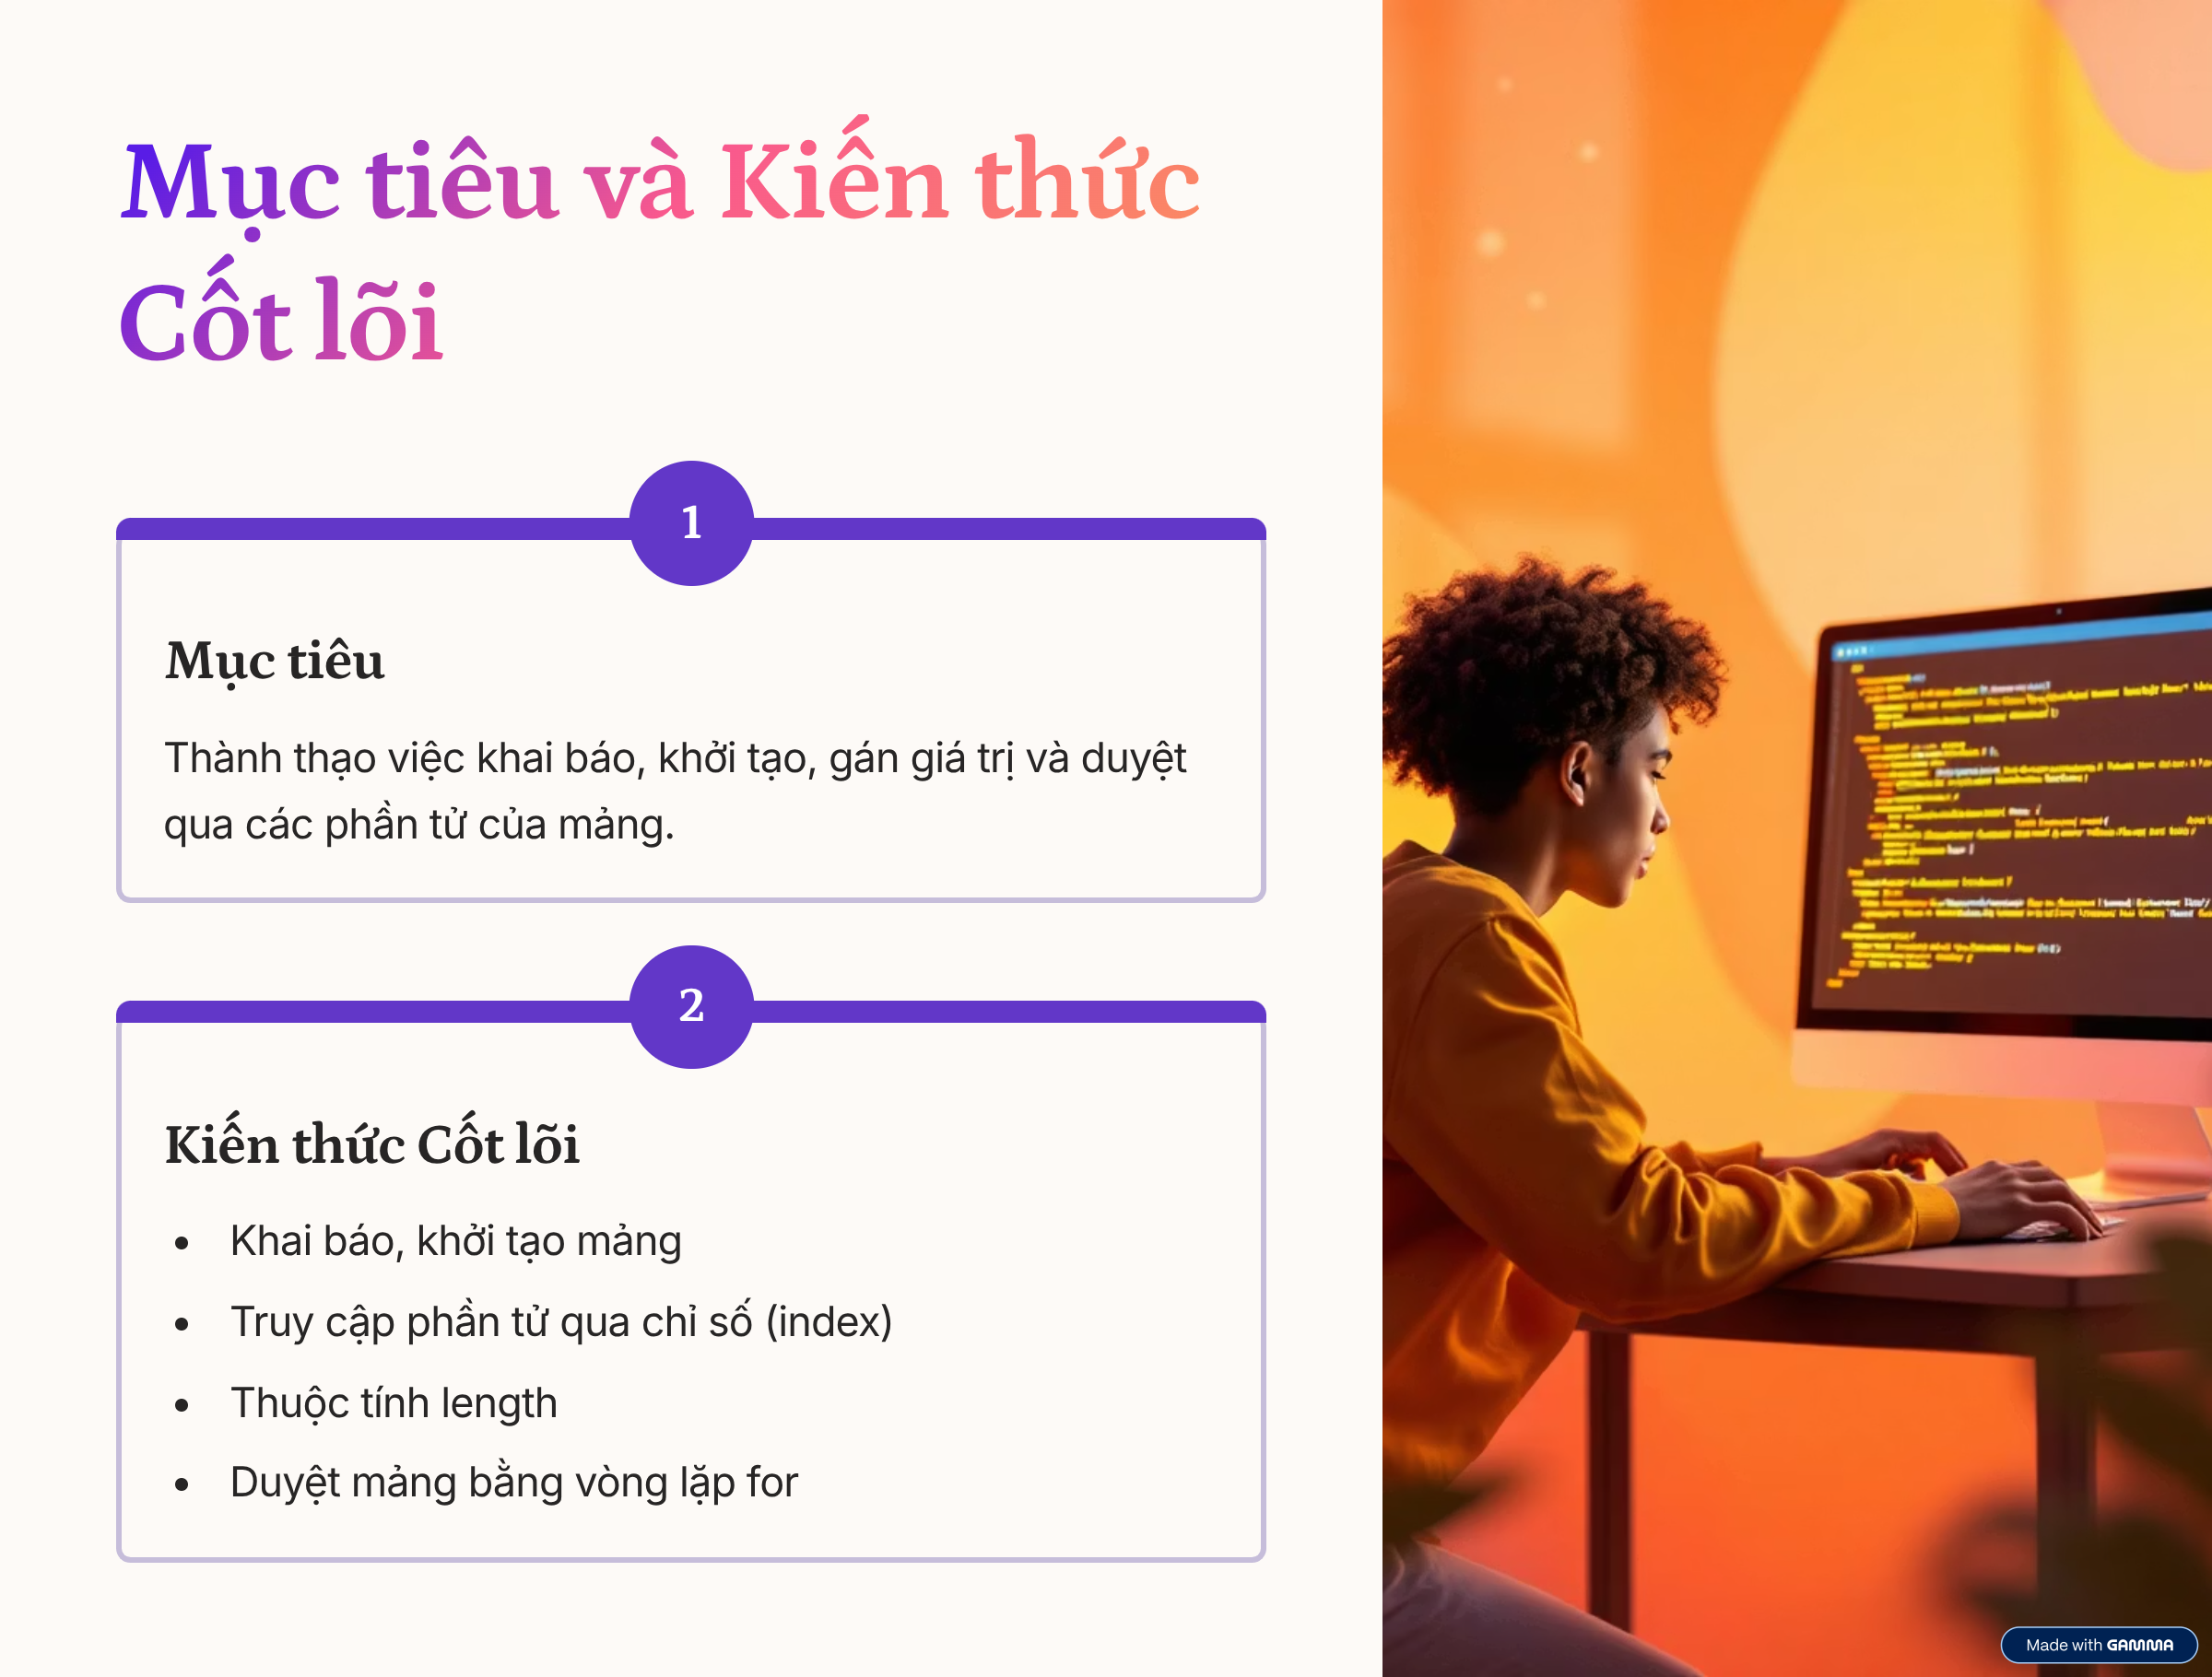 Mục tiêu và Kiến thức
Cốt lõi
1
Mục tiêu
Thành thạo việc khai báo, khởi tạo, gán giá trị và duyệt
qua các phần tử của mảng.
2
Kiến thức Cốt lõi
• Khai báo, khởi tạo mảng
• Truy cập phần tử qua chỉ số (index)
• Thuộc tính length
• Duyệt mảng bằng vòng lặp for
Made with GAMMA